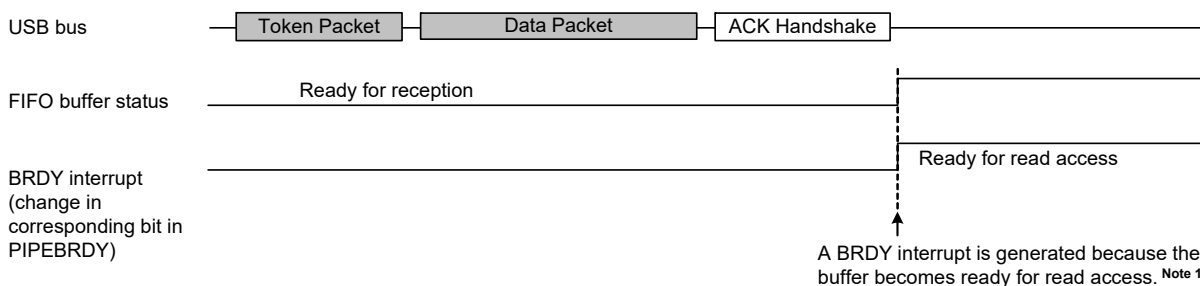 USB bus
Token Packet
Data Packet
ACK Handshake
FIFO buffer status
Ready for reception
BRDY interrupt
(change in
corresponding bit in
PIPEBRDY)
Ready for read access
A BRDY interrupt is generated because the
buffer becomes ready for read access. Note 1